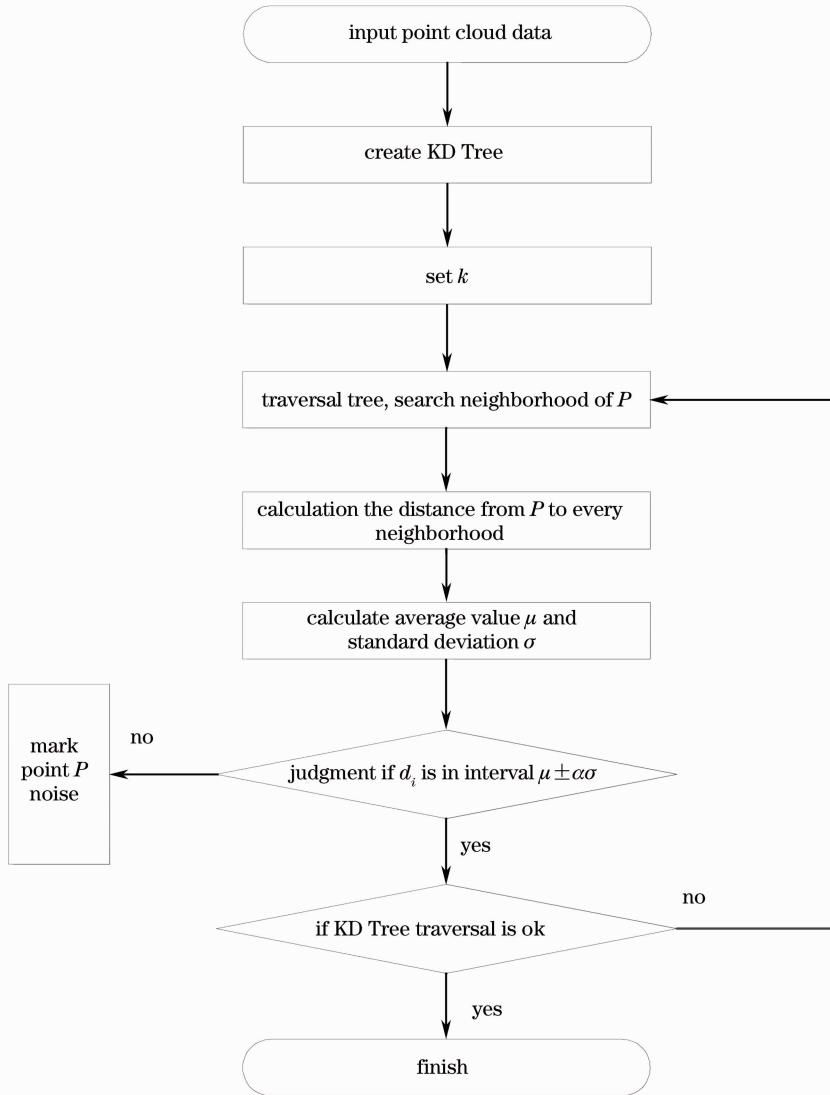 input point cloud data
create KD Tree
set k
traversal tree, search neighborhood of P
calculation the distance from P to every
neighborhood
calculate average value μ and
standard deviation σ
mark
point P
noise
no
judgment if dᵢ is in interval μ±ασ
yes
if KD Tree traversal is ok
no
yes
finish